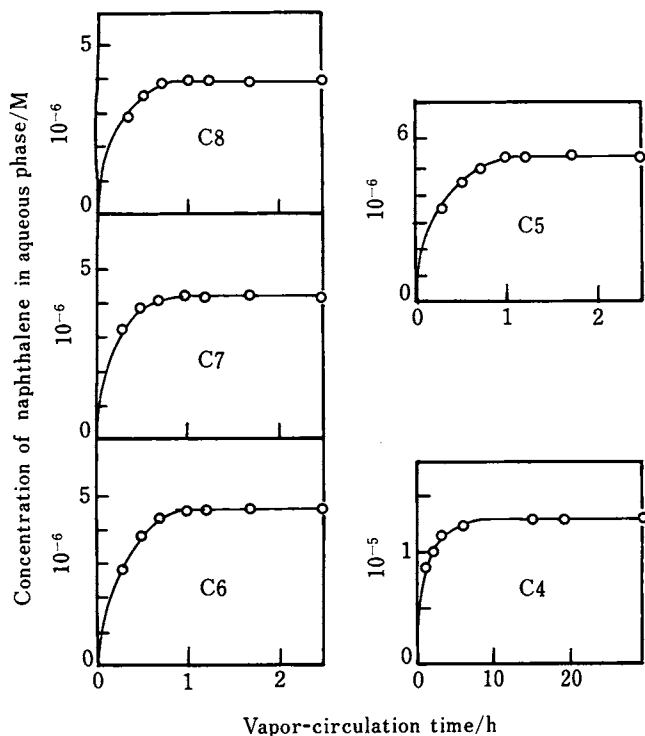 Concentration of naphthalene in aqueous phase/M
10⁻⁶
5
0
C8
10⁻⁶
5
0
C7
10⁻⁶
5
0
C6
0 1 2
10⁻⁶
6
0
C5
0 1 2
10⁻⁵
1
0
C4
0 10 20
Vapor-circulation time/h